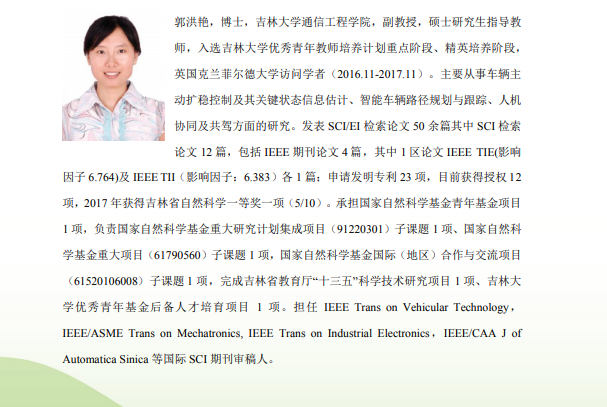 郭洪艳，博士，吉林大学通信工程学院，副教授，硕士研究生指导教
师，入选吉林大学优秀青年教师培养计划重点阶段、精英培养阶段，
英国克兰菲尔德大学访问学者（2016.11-2017.11）。主要从事车辆主
动扩稳控制及其关键状态信息估计、智能车辆路径规划与跟踪、人机
协同及共驾方面的研究。发表 SCI/EI 检索论文 50 余篇其中 SCI 检索
论文 12 篇，包括 IEEE 期刊论文 4 篇，其中 1 区论文 IEEE TIE(影响
因子 6.764)及 IEEE TII（影响因子：6.383）各 1 篇；申请发明专利 23 项，目前获得授权 12
项，2017 年获得吉林省自然科学一等奖一项（5/10）。承担国家自然科学基金青年基金项目
1 项，负责国家自然科学基金重大研究计划集成项目（91220301）子课题 1 项、国家自然科
学基金重大项目（61790560）子课题 1 项，国家自然科学基金国际（地区）合作与交流项目
（61520106008）子课题 1 项，完成吉林省教育厅“十三五”科学技术研究项目 1 项、吉林大
学优秀青年基金后备人才培育项目 1 项。担任 IEEE Trans on Vehicular Technology，
IEEE/ASME Trans on Mechatronics, IEEE Trans on Industrial Electronics，IEEE/CAA J of
Automatica Sinica 等国际 SCI 期刊审稿人。